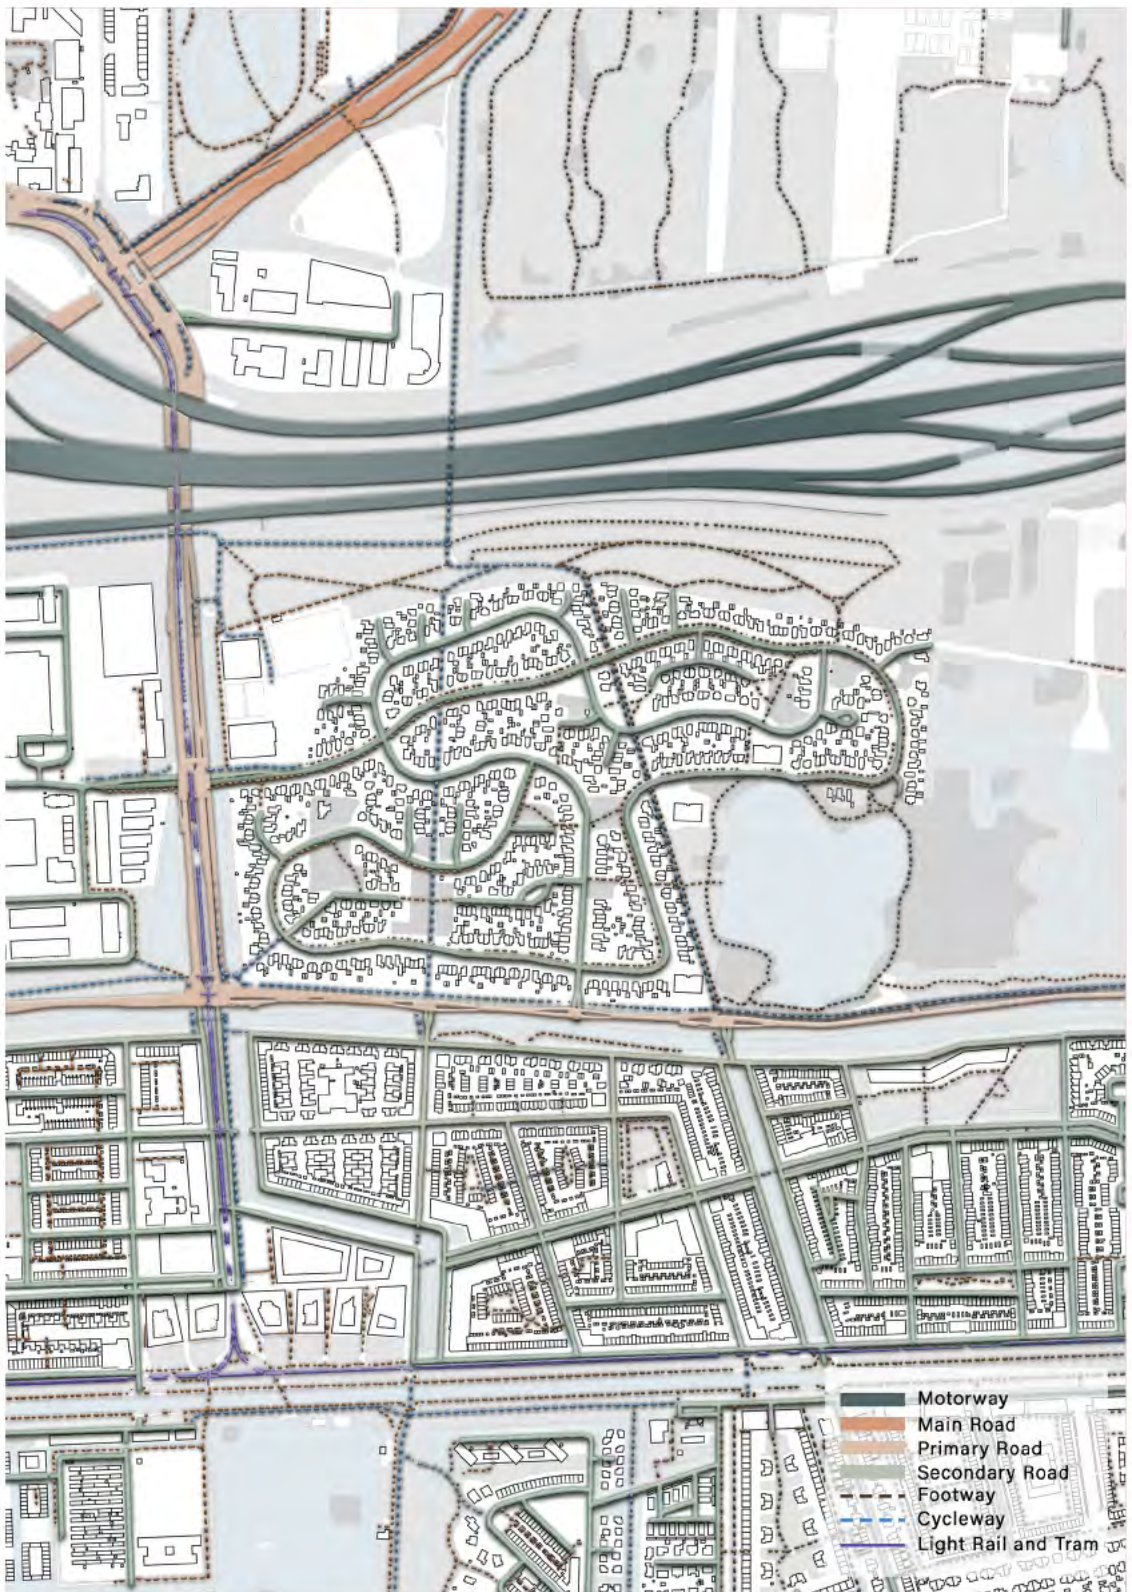 Motorway
Main Road
Primary Road
Secondary Road
Footway
Cycleway
Light Rail and Tram